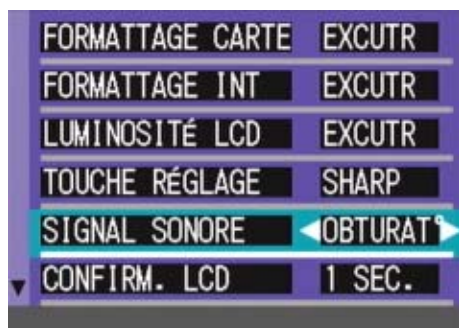 FORMATTAGE CARTE EXCUTR
FORMATTAGE INT EXCUTR
LUMINOSITÉ LCD EXCUTR
TOUCHE RÉGLAGE SHARP
SIGNAL SONORE OBTURAT°
CONFIRM. LCD 1 SEC.